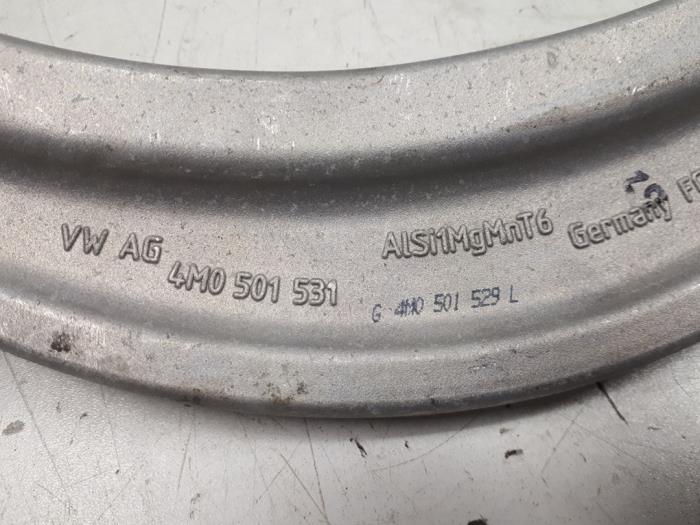 VW AG
4M0 501 531
AlSi1MgMnT6
Germany
G 4M0 501 529 L